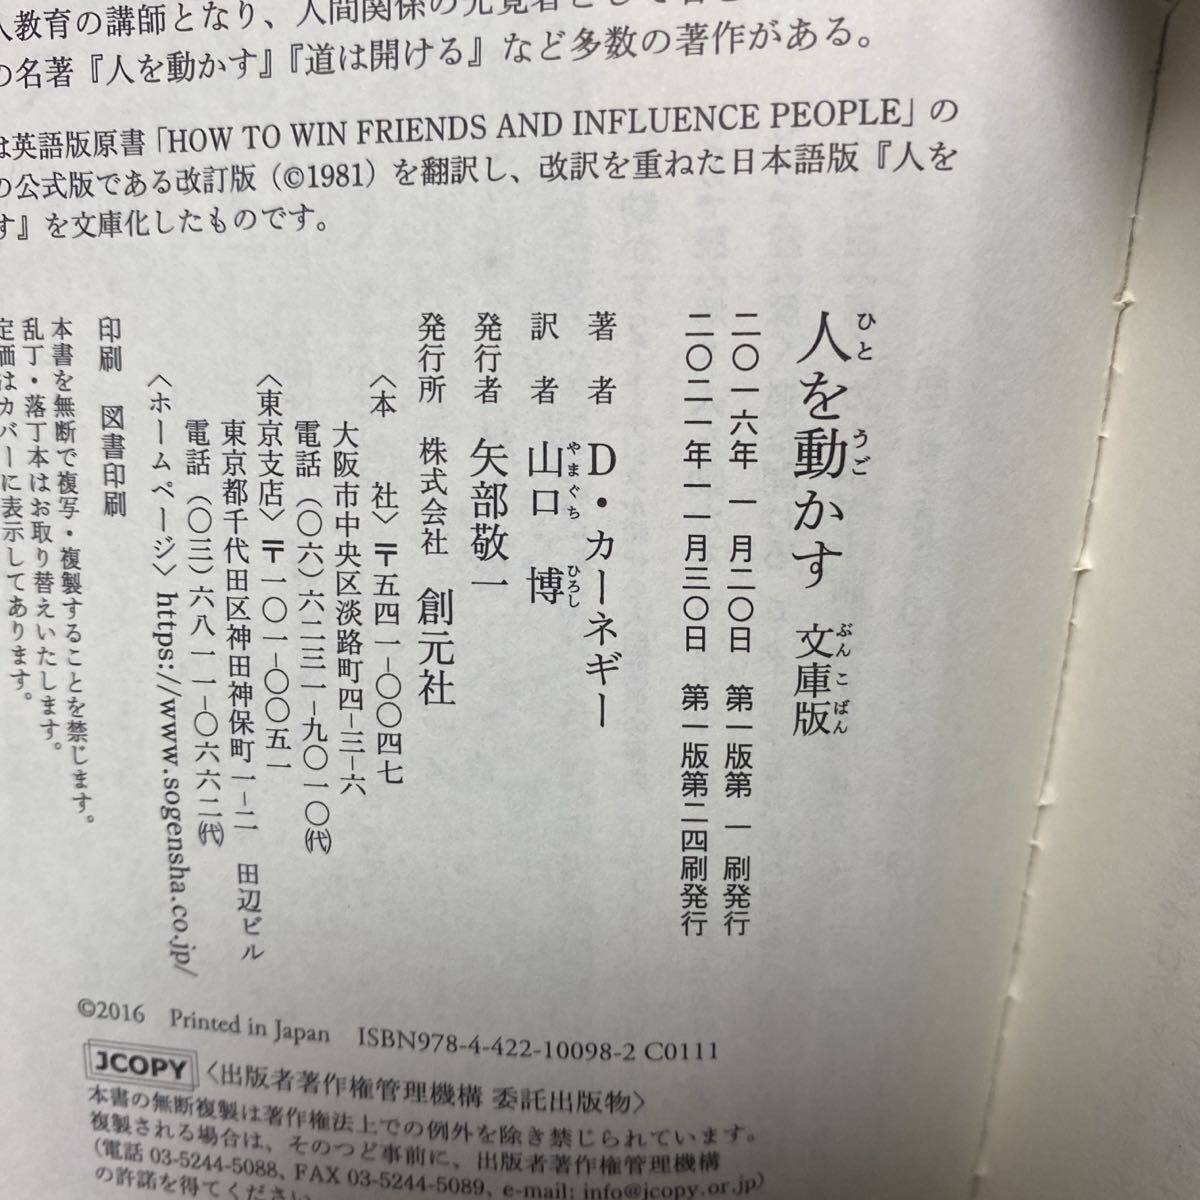 人教育の講師となり、人間関係の先覚者として
の名著『人を動かす』『道は開ける』など多数の著作がある。
は英語版原書「HOW TO WIN FRIENDS AND INFLUENCE PEOPLE」の
の公式版である改訂版（©1981）を翻訳し、改訳を重ねた日本語版『人を
す』を文庫化したものです。
人を動かす 文庫版
ひと うご ぶんこばん
二〇一六年 一月二〇日 第一版第一刷発行
二〇二一年一一月三〇日 第一版第二四刷発行
著者 D・カーネギー
訳者 山口 博
やまぐち ひろし
発行者 矢部敬一
発行所 株式会社 創元社
〈本 社〉〒五四一-〇〇四七
大阪市中央区淡路町四-三-六
電話（〇六）六二三一-九〇一〇㈹
〈東京支店〉〒一〇一-〇〇五一
東京都千代田区神田神保町一-二 田辺ビル
電話（〇三）六八一一-〇六六二㈹
〈ホームページ〉https://www.sogensha.co.jp/
印刷 図書印刷
本書を無断で複写・複製することを禁じます。
乱丁・落丁本はお取り替えいたします。
定価はカバーに表示してあります。
©2016 Printed in Japan ISBN978-4-422-10098-2 C0111
JCOPY 〈出版者著作権管理機構 委託出版物〉
本書の無断複製は著作権法上での例外を除き禁じられています。
複製される場合は、そのつど事前に、出版者著作権管理機構
（電話 03-5244-5088、FAX 03-5244-5089、e-mail: info@jcopy.or.jp）
の許諾を得てください